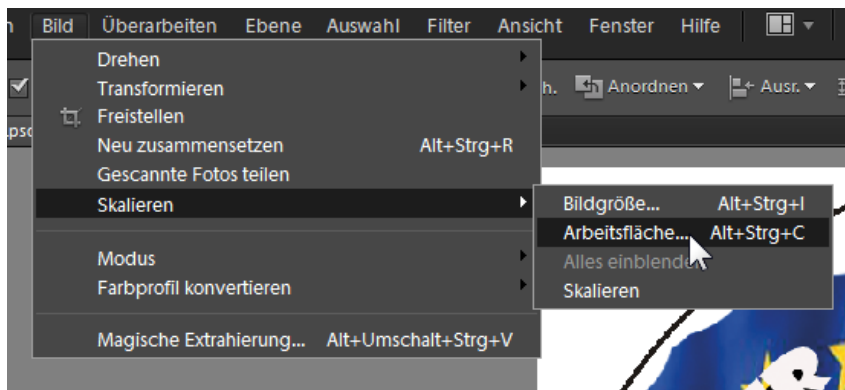 n Bild Überarbeiten Ebene Auswahl Filter Ansicht Fenster Hilfe
h. Anordnen Ausr.
.psd
Drehen
Transformieren
Freistellen
Neu zusammensetzen Alt+Strg+R
Gescannte Fotos teilen
Skalieren
Bildgröße... Alt+Strg+I
Arbeitsfläche... Alt+Strg+C
Alles einblenden
Skalieren
Modus
Farbprofil konvertieren
Magische Extrahierung... Alt+Umschalt+Strg+V